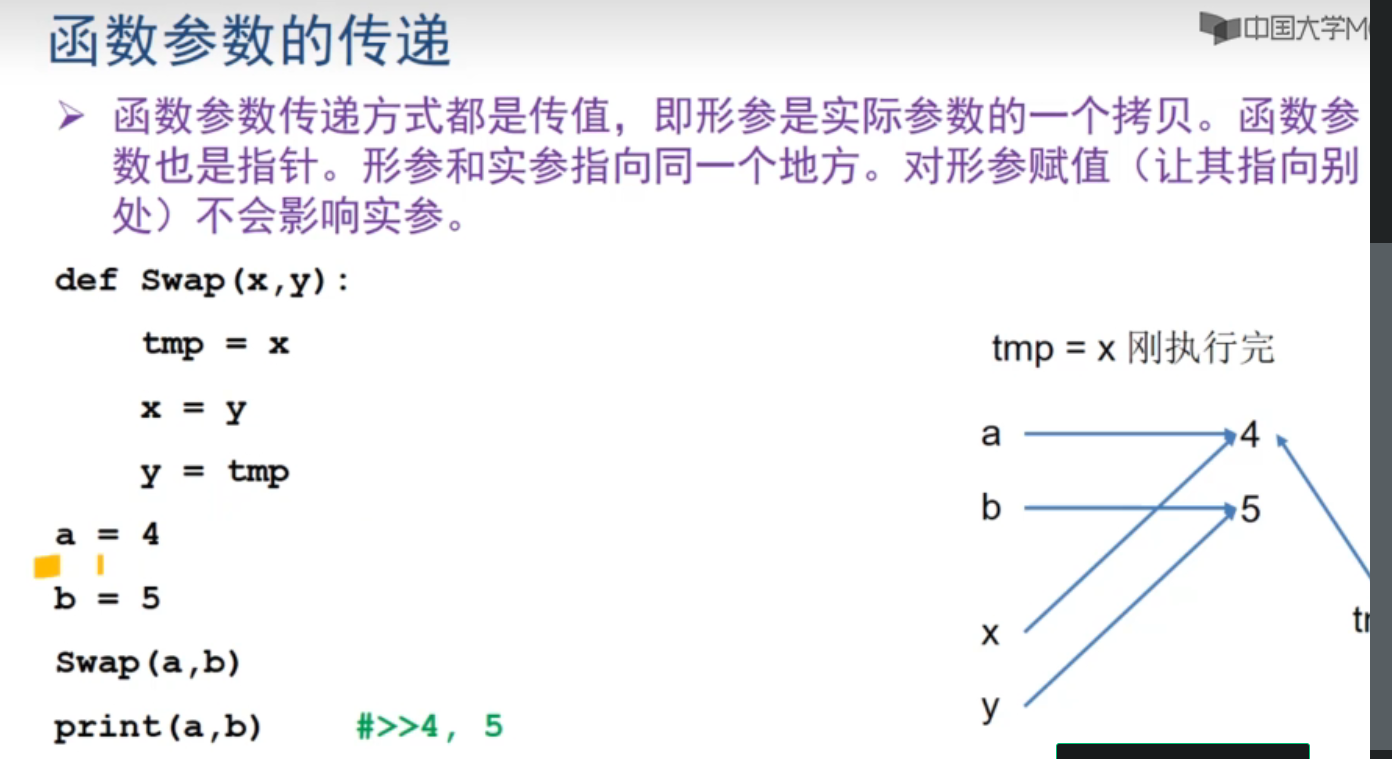 函数参数的传递
中国大学M
➢ 函数参数传递方式都是传值，即形参是实际参数的一个拷贝。函数参
数也是指针。形参和实参指向同一个地方。对形参赋值（让其指向别
处）不会影响实参。
def Swap(x,y):
tmp = x
x = y
y = tmp
a = 4
b = 5
Swap(a,b)
print(a,b) #>>4, 5
tmp = x 刚执行完
a 4
b 5
x
y